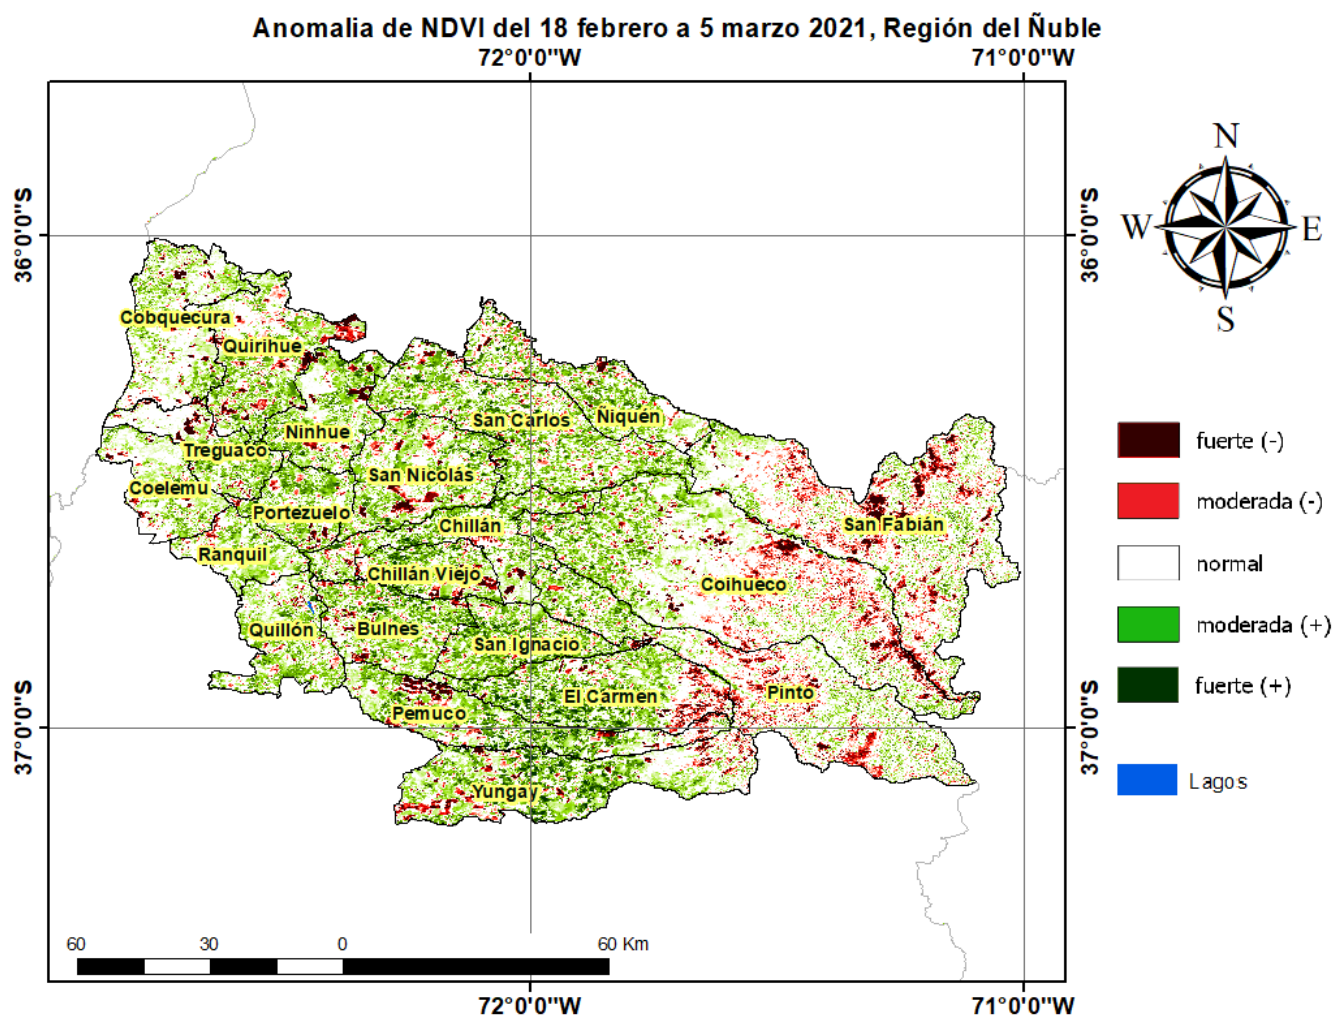 Anomalia de NDVI del 18 febrero a 5 marzo 2021, Región del Ñuble
72°0'0"W
71°0'0"W
36°0'0"S
36°0'0"S
N
W
E
S
Cobquecura
Quirihue
San Carlos
Ñiquén
Ninhue
Treguaco
San Nicolás
Coelemu
Portezuelo
Chillán
San Fabián
Ranquil
Chillán Viejo
Coihueco
Quillón
Bulnes
San Ignacio
El Carmen
Pinto
Pemuco
Yungay
37°0'0"S
37°0'0"S
fuerte (-)
moderada (-)
normal
moderada (+)
fuerte (+)
Lagos
60
30
0
60 Km
72°0'0"W
71°0'0"W